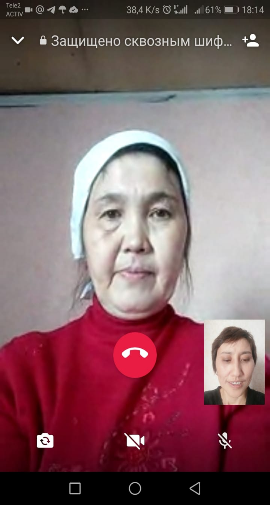 Tele2 ... 38,4 K/s 61% 18:14
ACTIV
Защищено сквозным шиф...